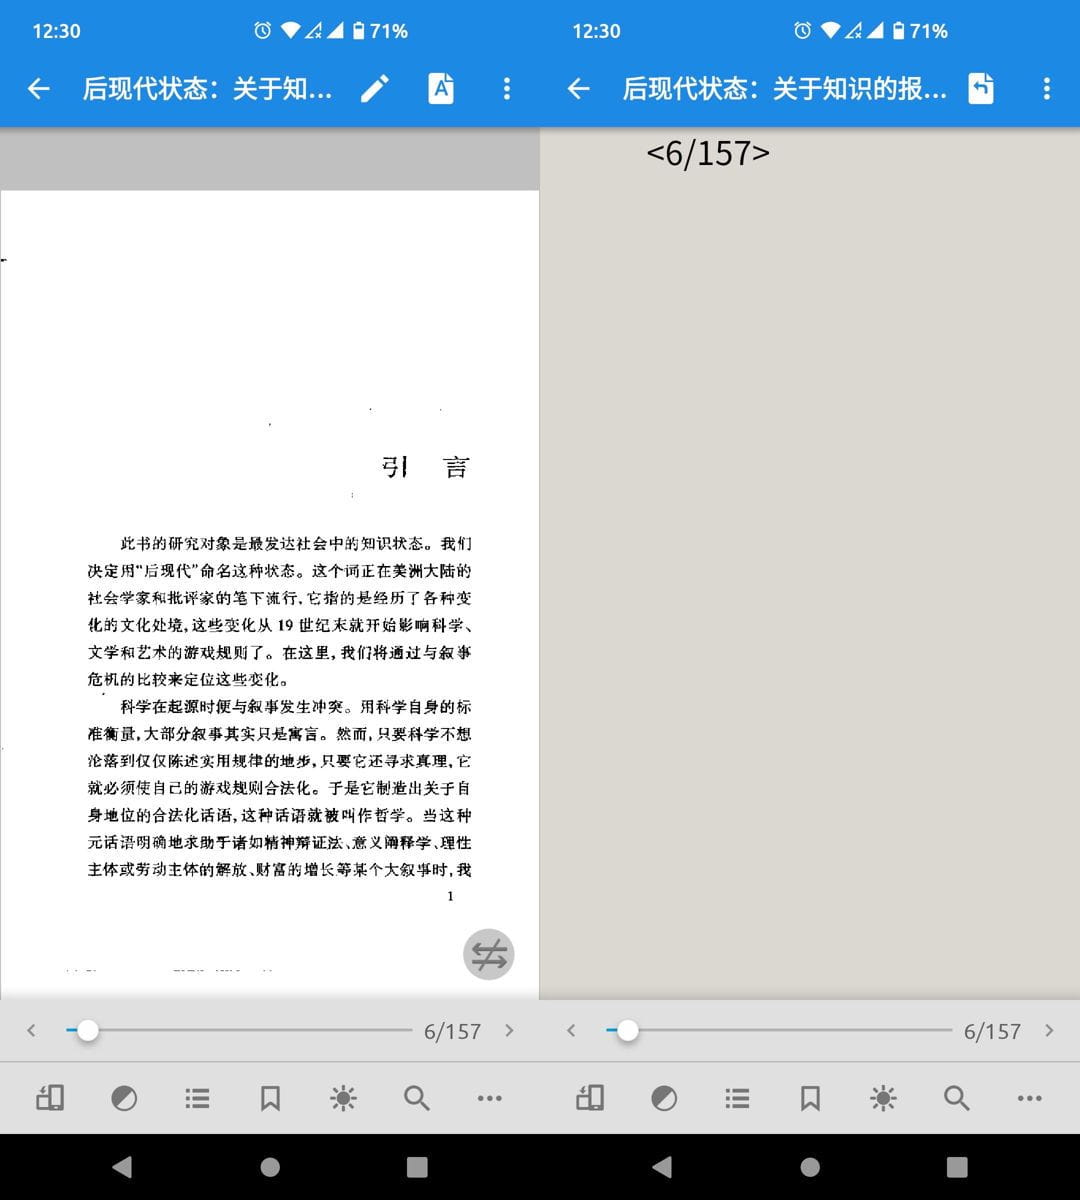 12:30
71%
后现代状态：关于知...
引 言
此书的研究对象是最发达社会中的知识状态。我们
决定用“后现代”命名这种状态。这个词正在美洲大陆的
社会学家和批评家的笔下流行，它指的是经历了各种变
化的文化处境，这些变化从 19 世纪末就开始影响科学、
文学和艺术的游戏规则了。在这里，我们将通过与叙事
危机的比较来定位这些变化。
科学在起源时便与叙事发生冲突。用科学自身的标
准衡量，大部分叙事其实只是寓言。然而，只要科学不想
沦落到仅仅陈述实用规律的地步，只要它还寻求真理，它
就必须使自己的游戏规则合法化。于是它制造出关于自
身地位的合法化话语，这种话语就被叫作哲学。当这种
元话语明确地求助于诸如精神辩证法、意义阐释学、理性
主体或劳动主体的解放、财富的增长等某个大叙事时，我
1
6/157
12:30
71%
后现代状态：关于知识的报...
<6/157>
6/157